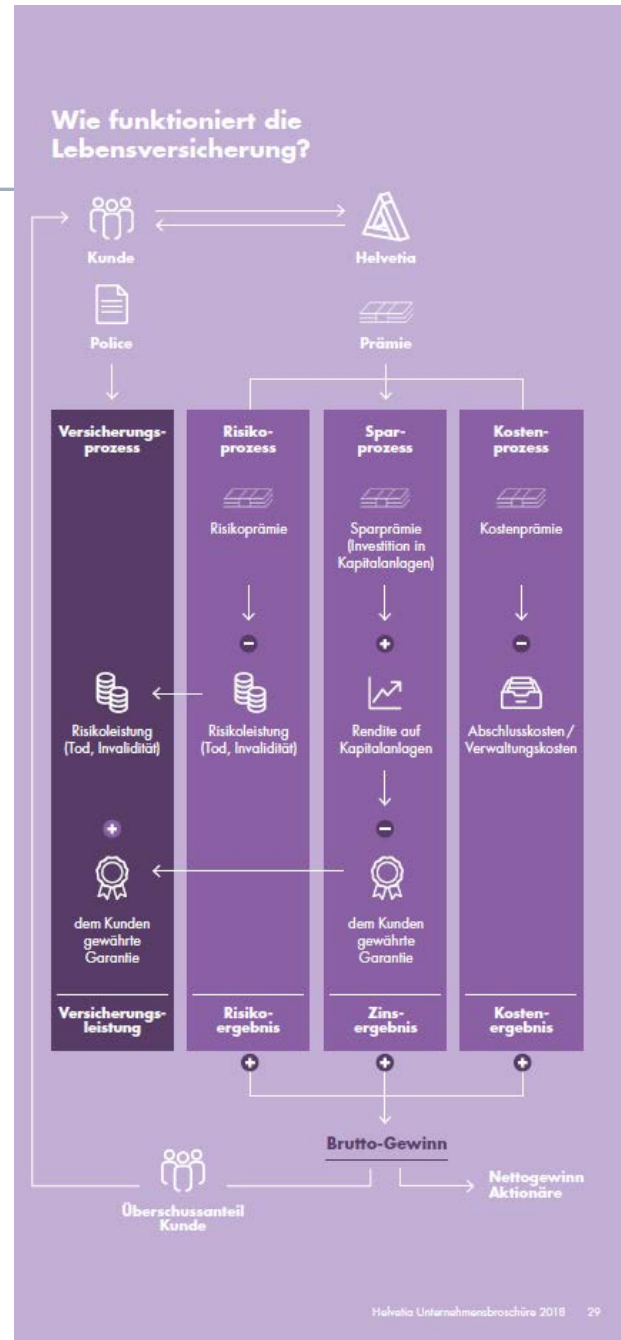 Wie funktioniert die
Lebensversicherung?
Kunde
Helvetia
Police
Prämie
Versicherungs-
prozess
Risiko-
prozess
Spar-
prozess
Kosten-
prozess
Risikoprämie
Sparprämie
(Investition in
Kapitalanlagen)
Kostenprämie
Risikoleistung
(Tod, Invalidität)
Risikoleistung
(Tod, Invalidität)
Rendite auf
Kapitalanlagen
Abschlusskosten/
Verwaltungskosten
dem Kunden
gewährte
Garantie
dem Kunden
gewährte
Garantie
Versicherungs-
leistung
Risiko-
ergebnis
Zins-
ergebnis
Kosten-
ergebnis
Brutto-Gewinn
Nettogewinn
Aktionäre
Überschussanteil
Kunde
Helvetia Unternehmensbroschüre 2018 29